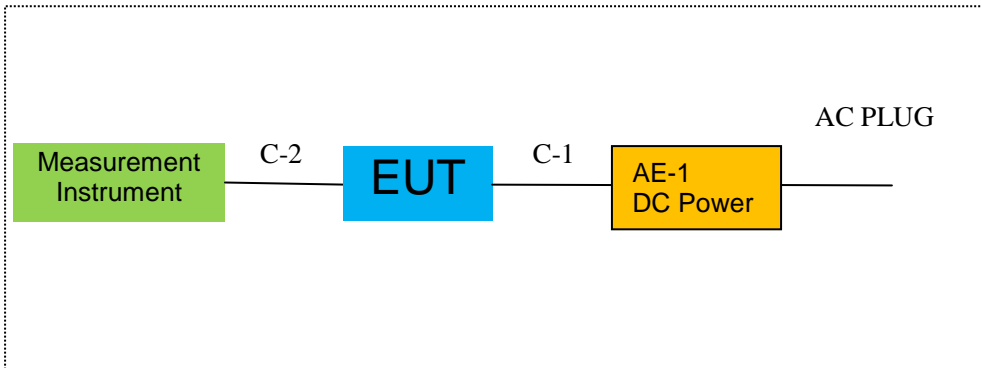 AC PLUG
Measurement
Instrument
C-2
EUT
C-1
AE-1
DC Power